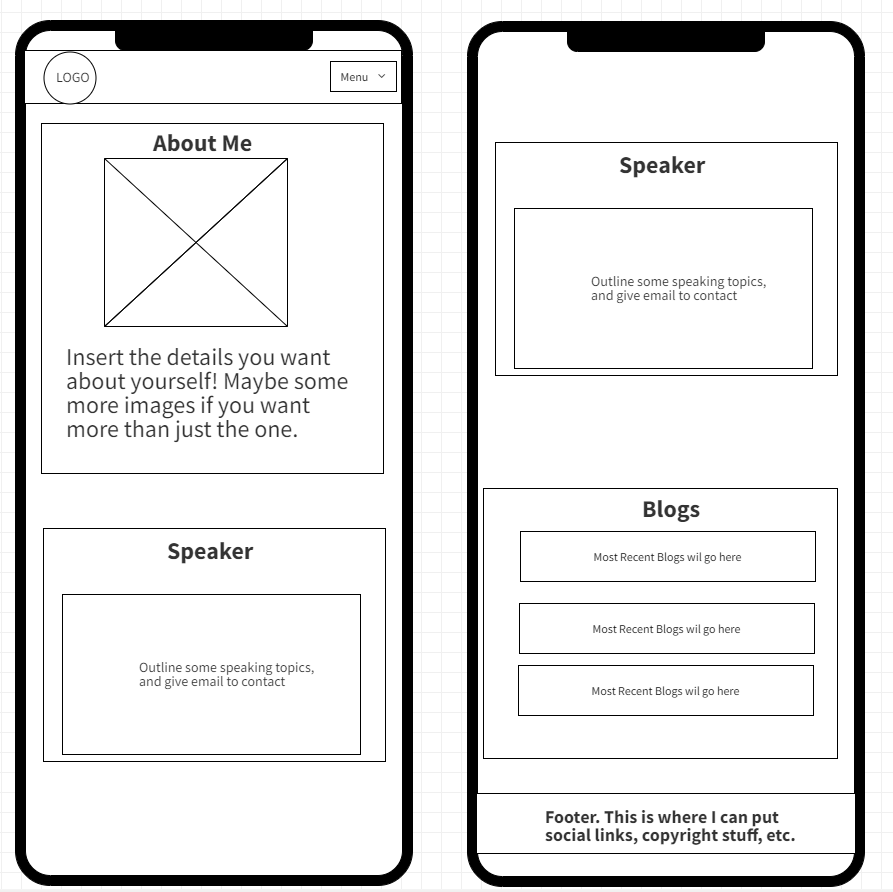 LOGO
Menu
About Me
Insert the details you want
about yourself! Maybe some
more images if you want
more than just the one.
Speaker
Outline some speaking topics,
and give email to contact
Speaker
Outline some speaking topics,
and give email to contact
Blogs
Most Recent Blogs wil go here
Most Recent Blogs wil go here
Most Recent Blogs wil go here
Footer. This is where I can put
social links, copyright stuff, etc.